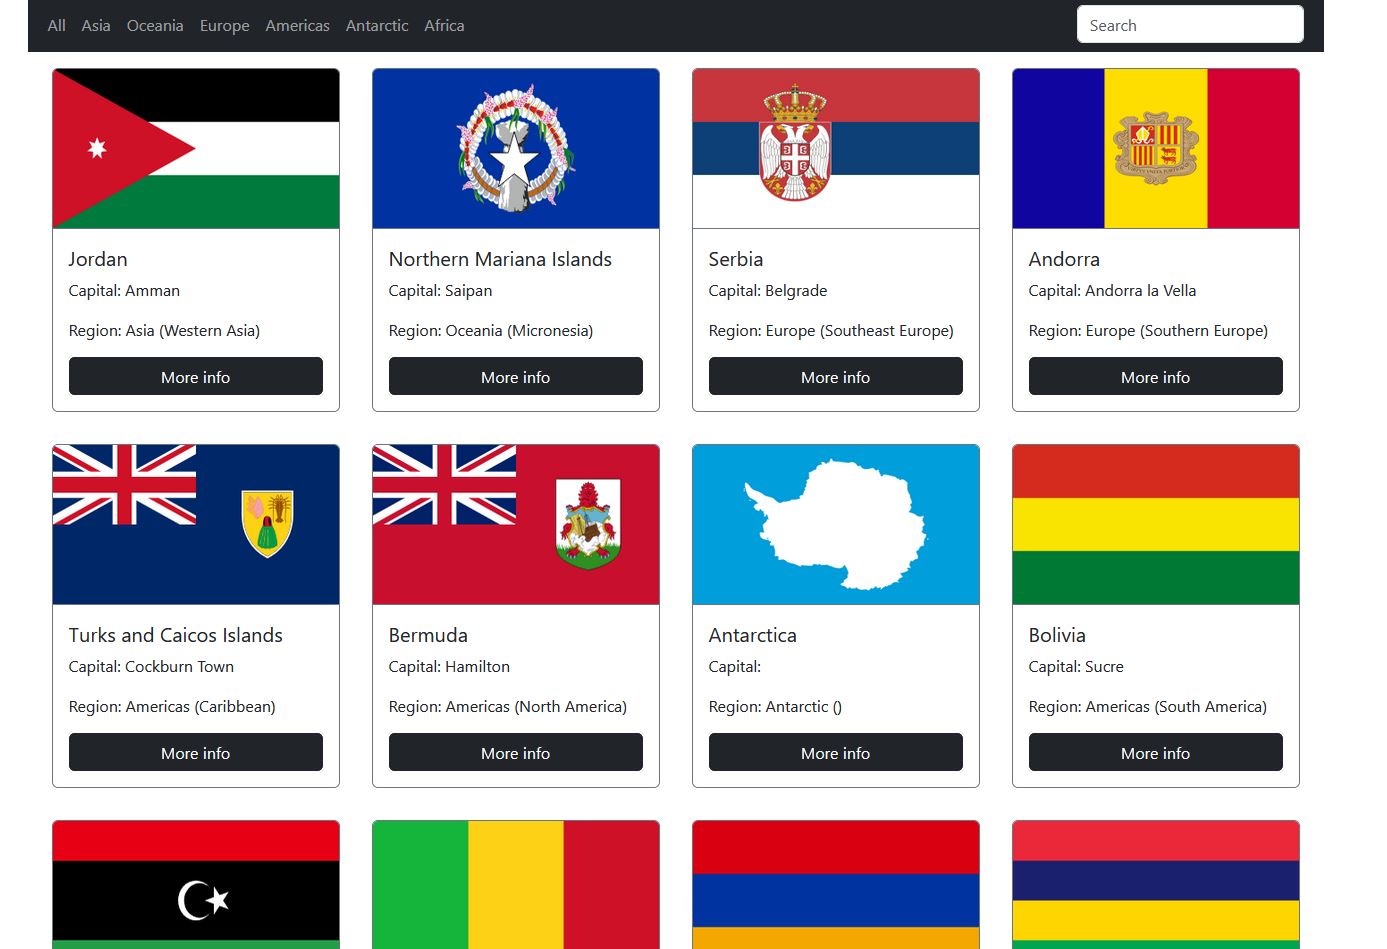 All Asia Oceania Europe Americas Antarctic Africa Search
Jordan
Capital: Amman
Region: Asia (Western Asia)
More info
Northern Mariana Islands
Capital: Saipan
Region: Oceania (Micronesia)
More info
Serbia
Capital: Belgrade
Region: Europe (Southeast Europe)
More info
Andorra
Capital: Andorra la Vella
Region: Europe (Southern Europe)
More info
Turks and Caicos Islands
Capital: Cockburn Town
Region: Americas (Caribbean)
More info
Bermuda
Capital: Hamilton
Region: Americas (North America)
More info
Antarctica
Capital:
Region: Antarctic ()
More info
Bolivia
Capital: Sucre
Region: Americas (South America)
More info